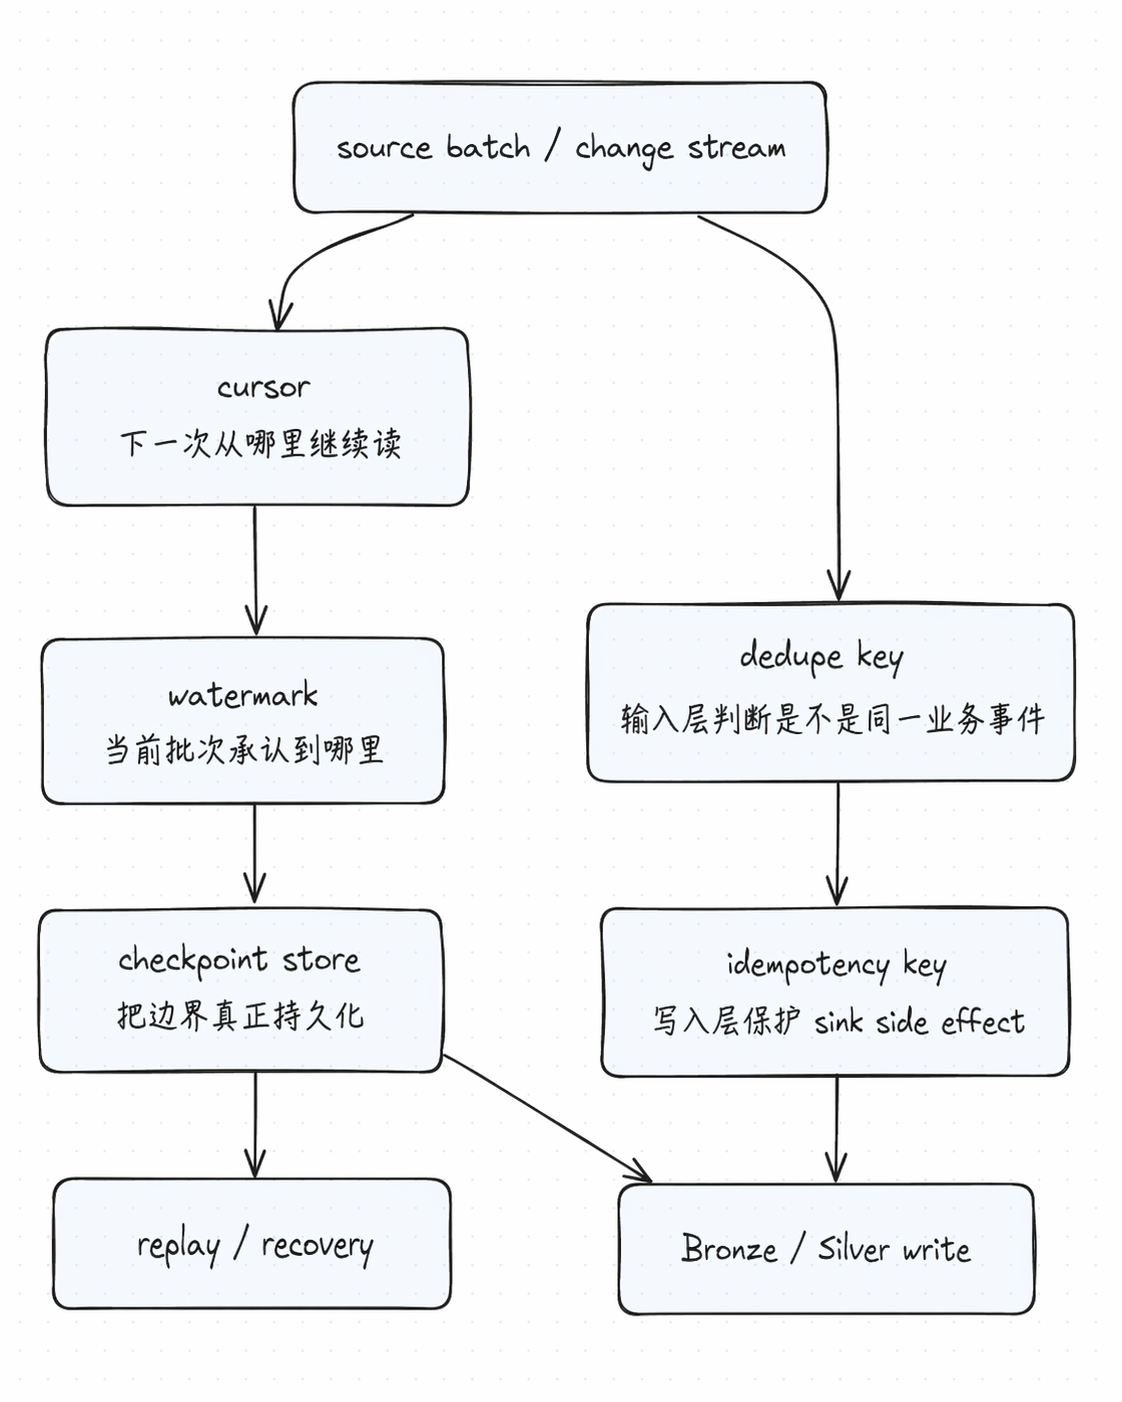 source batch / change stream
cursor
下一次从哪里继续读
watermark
当前批次承认到哪里
dedupe key
输入层判断是不是同一业务事件
checkpoint store
把边界真正持久化
idempotency key
写入层保护 sink side effect
replay / recovery
Bronze / Silver write